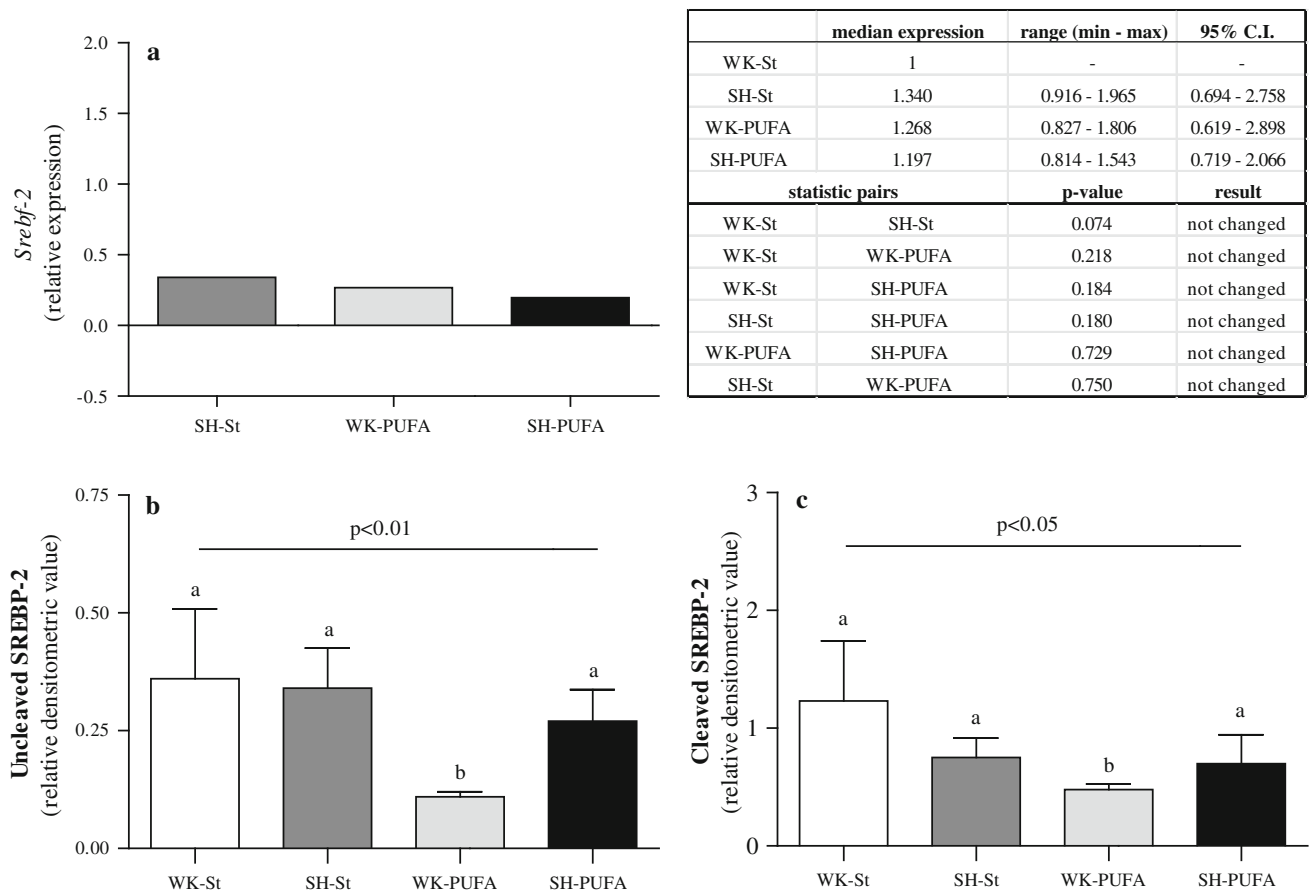 a
2.0
1.5
1.0
0.5
0.0
-0.5
Srebf-2
(relative expression)
SH-St WK-PUFA SH-PUFA
median expression range (min - max) 95% C.I.
WK-St 1 - -
SH-St 1.340 0.916 - 1.965 0.694 - 2.758
WK-PUFA 1.268 0.827 - 1.806 0.619 - 2.898
SH-PUFA 1.197 0.814 - 1.543 0.719 - 2.066
statistic pairs p-value result
WK-St SH-St 0.074 not changed
WK-St WK-PUFA 0.218 not changed
WK-St SH-PUFA 0.184 not changed
SH-St SH-PUFA 0.180 not changed
WK-PUFA SH-PUFA 0.729 not changed
SH-St WK-PUFA 0.750 not changed
b
0.75
0.50
0.25
0.00
Uncleaved SREBP-2
(relative densitometric value)
p<0.01
a a b a
WK-St SH-St WK-PUFA SH-PUFA
c
3
2
1
0
Cleaved SREBP-2
(relative densitometric value)
p<0.05
a a b a
WK-St SH-St WK-PUFA SH-PUFA